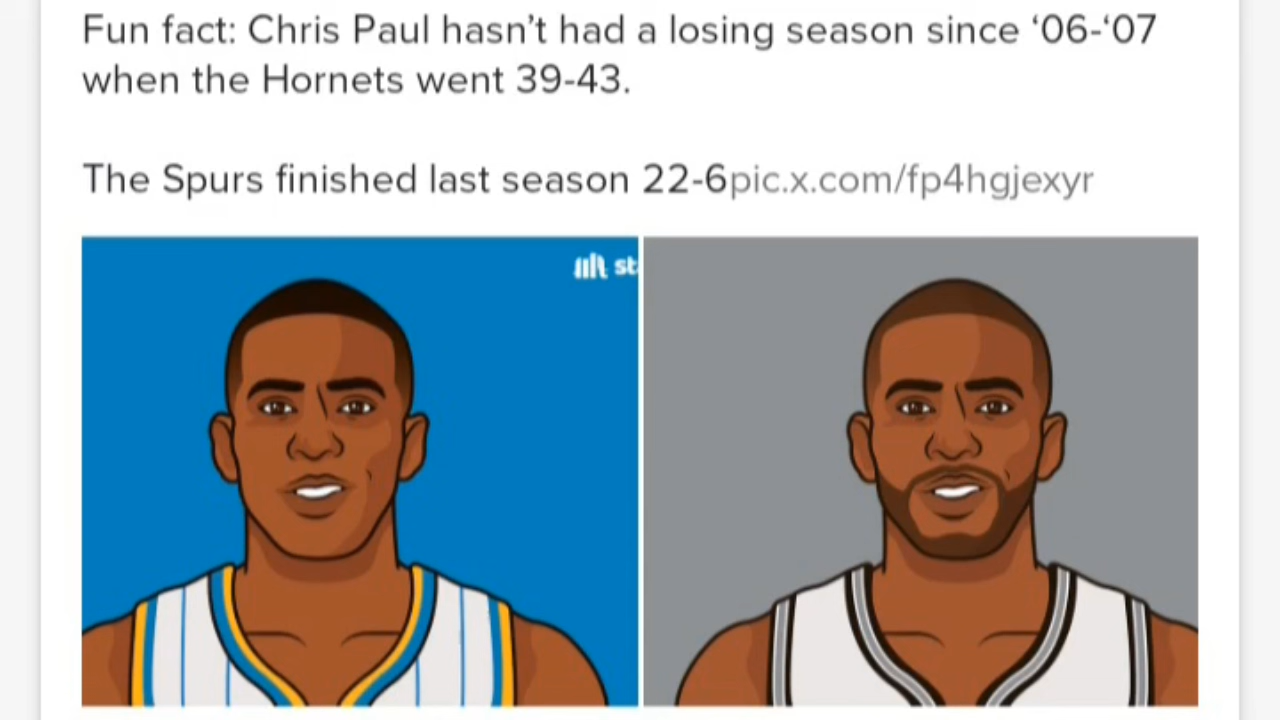 Fun fact: Chris Paul hasn’t had a losing season since ‘06-‘07
when the Hornets went 39-43.
The Spurs finished last season 22-6pic.x.com/fp4hgjexyr
st